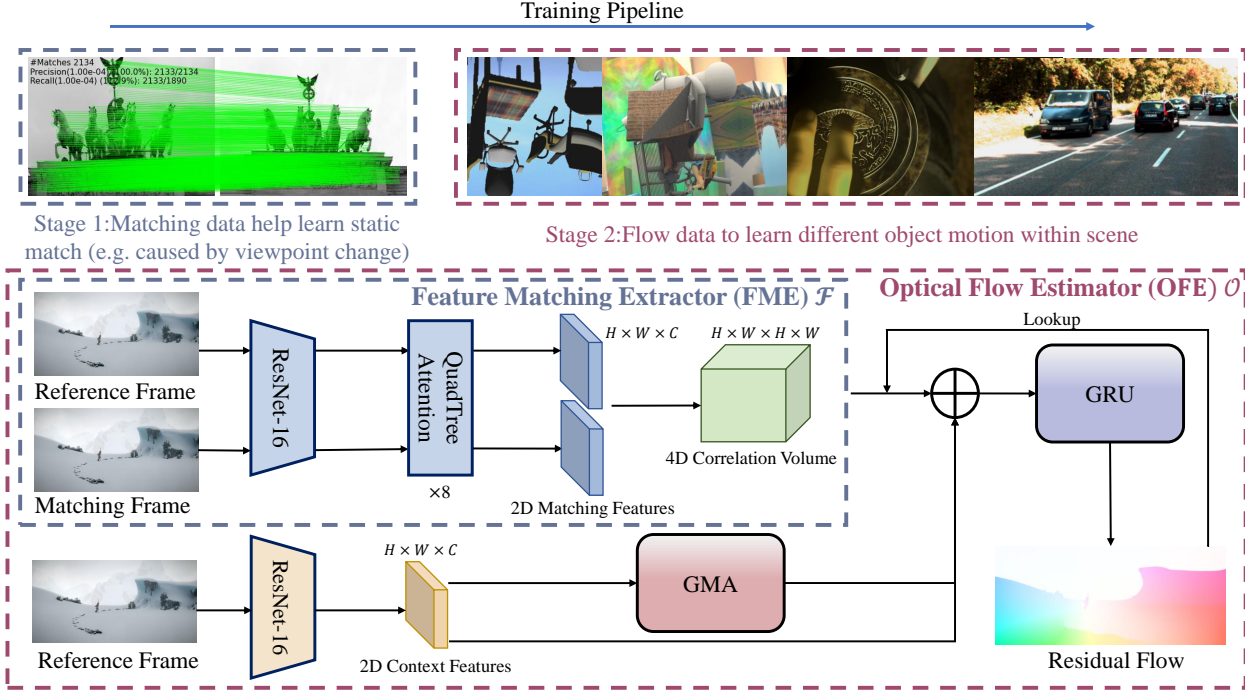 Training Pipeline
#Matches 2134
Precision(1.00e-04) (100.0%): 2133/2134
Recall(1.00e-04) (112.9%): 2133/1890
Stage 1:Matching data help learn static
match (e.g. caused by viewpoint change)
Stage 2:Flow data to learn different object motion within scene
Feature Matching Extractor (FME) ℱ
Optical Flow Estimator (OFE) 𝒪
Lookup
H × W × C
H × W × H × W
ResNet-16
QuadTree
Attention
GRU
Reference Frame
4D Correlation Volume
×8
Matching Frame
2D Matching Features
H × W × C
ResNet-16
GMA
Reference Frame
2D Context Features
Residual Flow